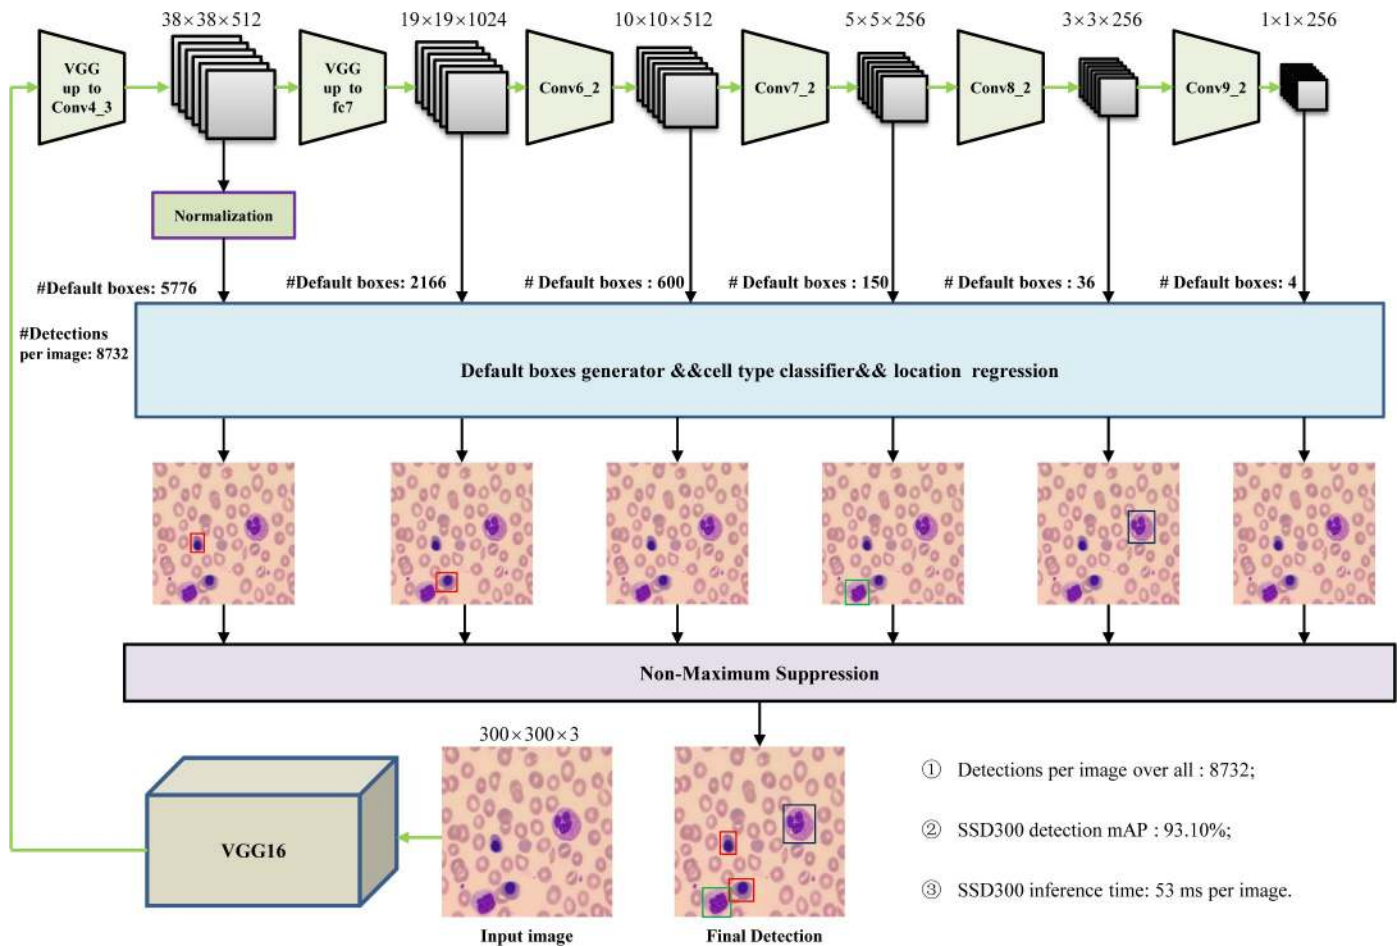 38×38×512
19×19×1024
10×10×512
5×5×256
3×3×256
1×1×256
VGG
up to
Conv4_3
VGG
up to
fc7
Conv6_2
Conv7_2
Conv8_2
Conv9_2
Normalization
#Default boxes: 5776
#Default boxes: 2166
# Default boxes : 600
# Default boxes : 150
# Default boxes : 36
# Default boxes: 4
#Detections
per image: 8732
Default boxes generator &&cell type classifier&& location regression
Non-Maximum Suppression
300×300×3
VGG16
Input image
Final Detection
① Detections per image over all : 8732;
② SSD300 detection mAP : 93.10%;
③ SSD300 inference time: 53 ms per image.